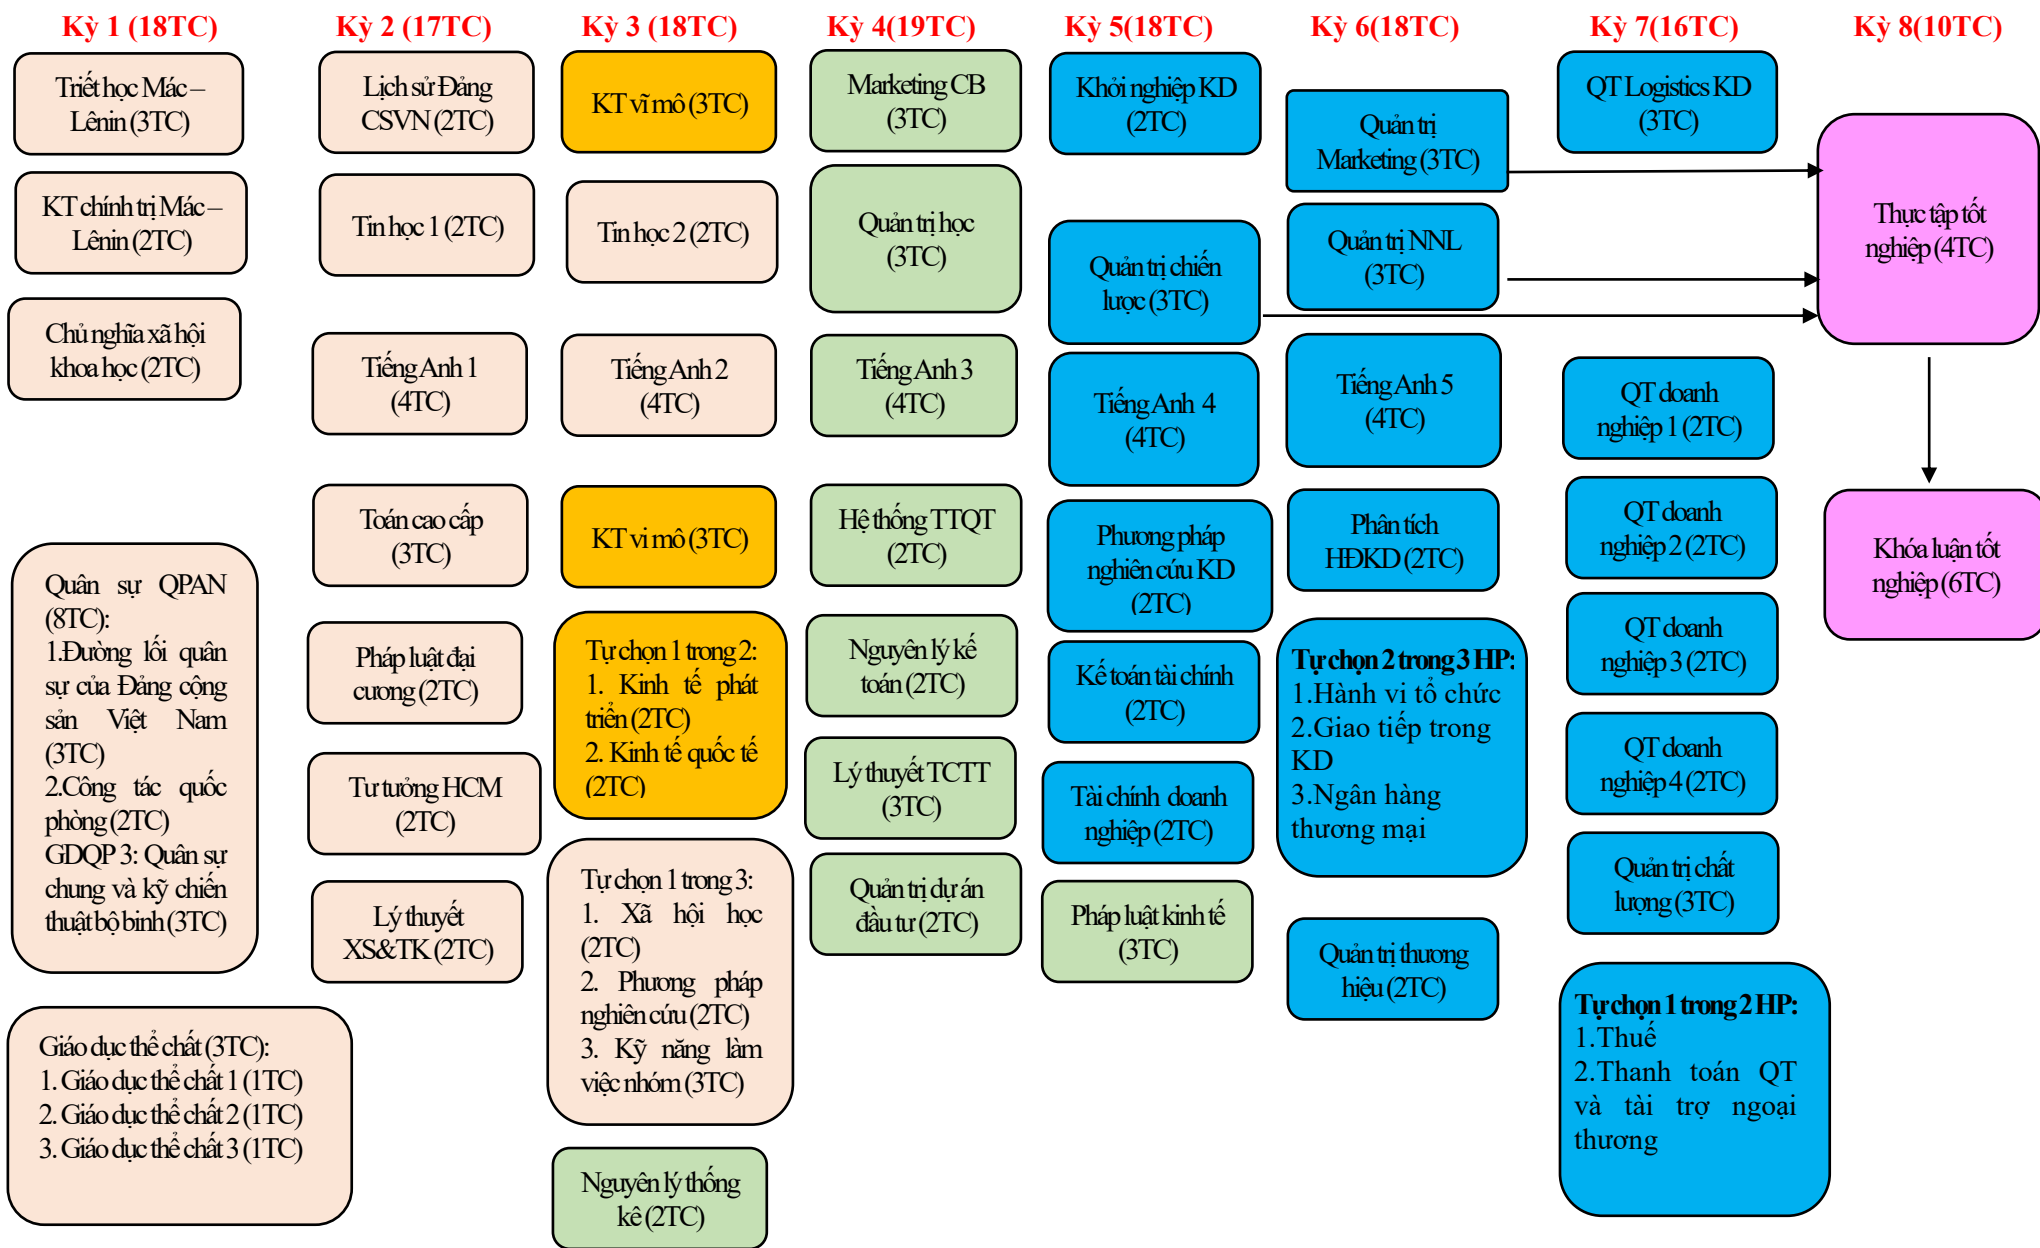 Kỳ 1 (18TC)
Triết học Mác –
Lênin (3TC)
KT chính trị Mác –
Lênin (2TC)
Chủ nghĩa xã hội
khoa học (2TC)
Quân sự QPAN
(8TC):
1.Đường lối quân
sự của Đảng cộng
sản Việt Nam
(3TC)
2.Công tác quốc
phòng (2TC)
GDQP 3: Quân sự
chung và kỹ chiến
thuật bộ binh (3TC)
Giáo dục thể chất (3TC):
1. Giáo dục thể chất 1 (1TC)
2. Giáo dục thể chất 2 (1TC)
3. Giáo dục thể chất 3 (1TC)
Kỳ 2 (17TC)
Lịch sử Đảng
CSVN (2TC)
Tin học 1 (2TC)
Tiếng Anh 1
(4TC)
Toán cao cấp
(3TC)
Pháp luật đại
cương (2TC)
Tư tưởng HCM
(2TC)
Lý thuyết
XS&TK (2TC)
Kỳ 3 (18TC)
KT vĩ mô (3TC)
Tin học 2 (2TC)
Tiếng Anh 2
(4TC)
KT vi mô (3TC)
Tự chọn 1 trong 2:
1. Kinh tế phát
triển (2TC)
2. Kinh tế quốc tế
(2TC)
Tự chọn 1 trong 3:
1. Xã hội học
(2TC)
2. Phương pháp
nghiên cứu (2TC)
3. Kỹ năng làm
việc nhóm (3TC)
Nguyên lý thống
kê (2TC)
Kỳ 4(19TC)
Marketing CB
(3TC)
Quản trị học
(3TC)
Tiếng Anh 3
(4TC)
Hệ thống TTQT
(2TC)
Nguyên lý kế
toán (2TC)
Lý thuyết TCTT
(3TC)
Quản trị dự án
đầu tư (2TC)
Kỳ 5(18TC)
Khởi nghiệp KD
(2TC)
Quản trị chiến
lược (3TC)
Tiếng Anh 4
(4TC)
Phương pháp
nghiên cứu KD
(2TC)
Kế toán tài chính
(2TC)
Tài chính doanh
nghiệp (2TC)
Pháp luật kinh tế
(3TC)
Kỳ 6(18TC)
Quản trị
Marketing (3TC)
Quản trị NNL
(3TC)
Tiếng Anh 5
(4TC)
Phân tích
HĐKD (2TC)
Tự chọn 2 trong 3 HP:
1.Hành vi tổ chức
2.Giao tiếp trong
KD
3.Ngân hàng
thương mại
Quản trị thương
hiệu (2TC)
Kỳ 7(16TC)
QT Logistics KD
(3TC)
QT doanh
nghiệp 1 (2TC)
QT doanh
nghiệp 2 (2TC)
QT doanh
nghiệp 3 (2TC)
QT doanh
nghiệp 4 (2TC)
Quản trị chất
lượng (3TC)
Tự chọn 1 trong 2 HP:
1.Thuế
2.Thanh toán QT
và tài trợ ngoại
thương
Kỳ 8(10TC)
Thực tập tốt
nghiệp (4TC)
Khóa luận tốt
nghiệp (6TC)